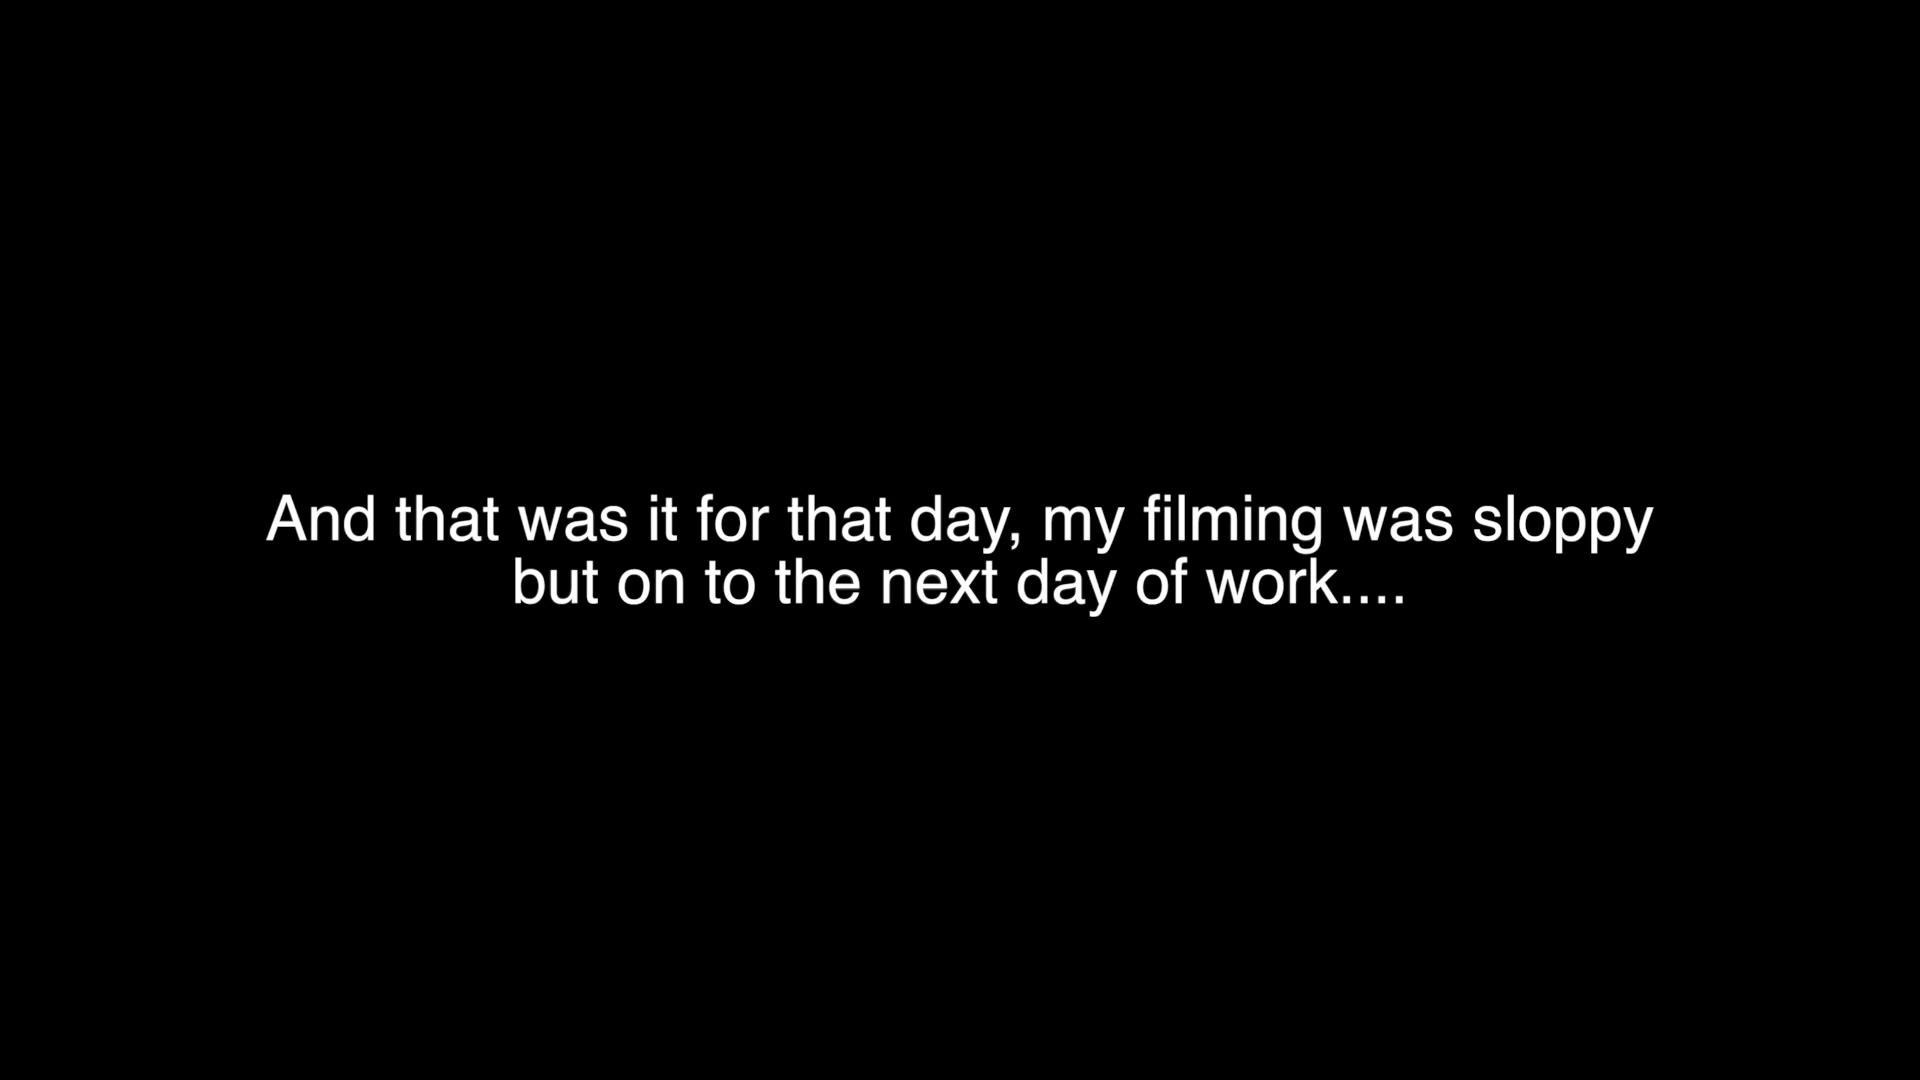 And that was it for that day, my filming was sloppy
but on to the next day of work....